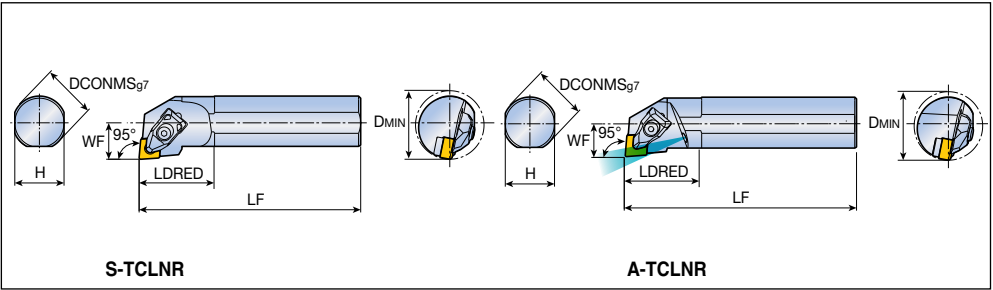 DCONMSg7
H
WF
95°
LDRED
LF
DMIN
S-TCLNR
DCONMSg7
H
WF
95°
LDRED
LF
DMIN
A-TCLNR